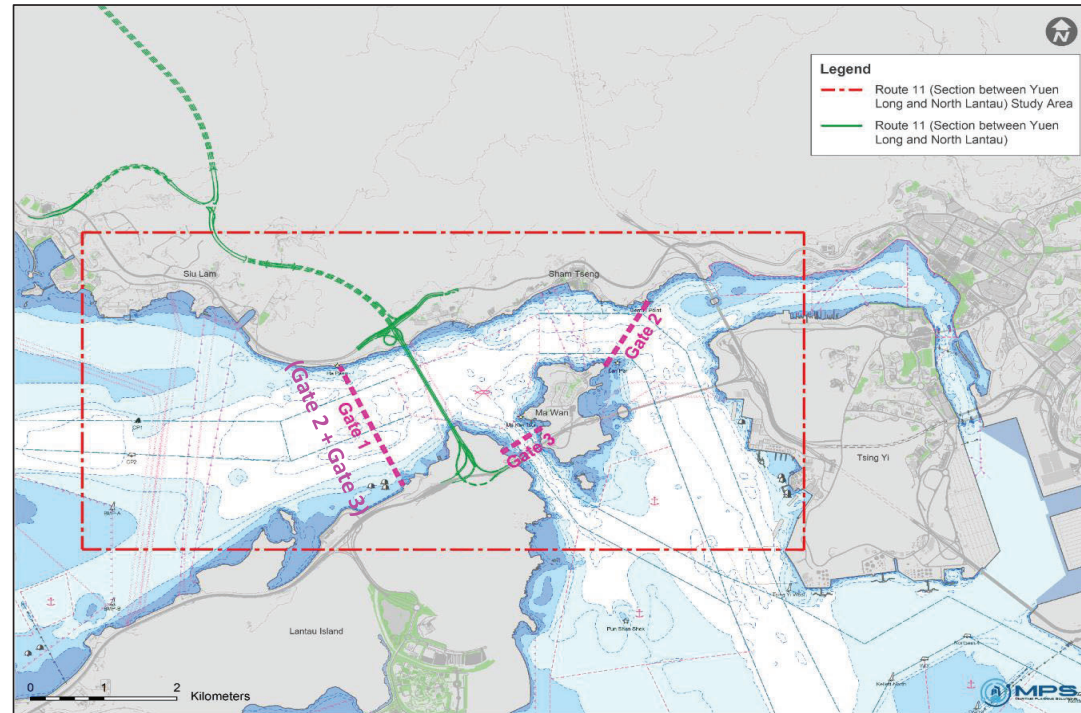 N
Legend
Route 11 (Section between Yuen
Long and North Lantau) Study Area
Route 11 (Section between Yuen
Long and North Lantau)
Siu Lam
Sham Tseng
Gate 2
Gate 1
(Gate 2 + Gate 3)
Ma Wan
Gate 3
Tsing Yi
CP1
CP2
Lantau Island
0 1 2 Kilometers
MPS